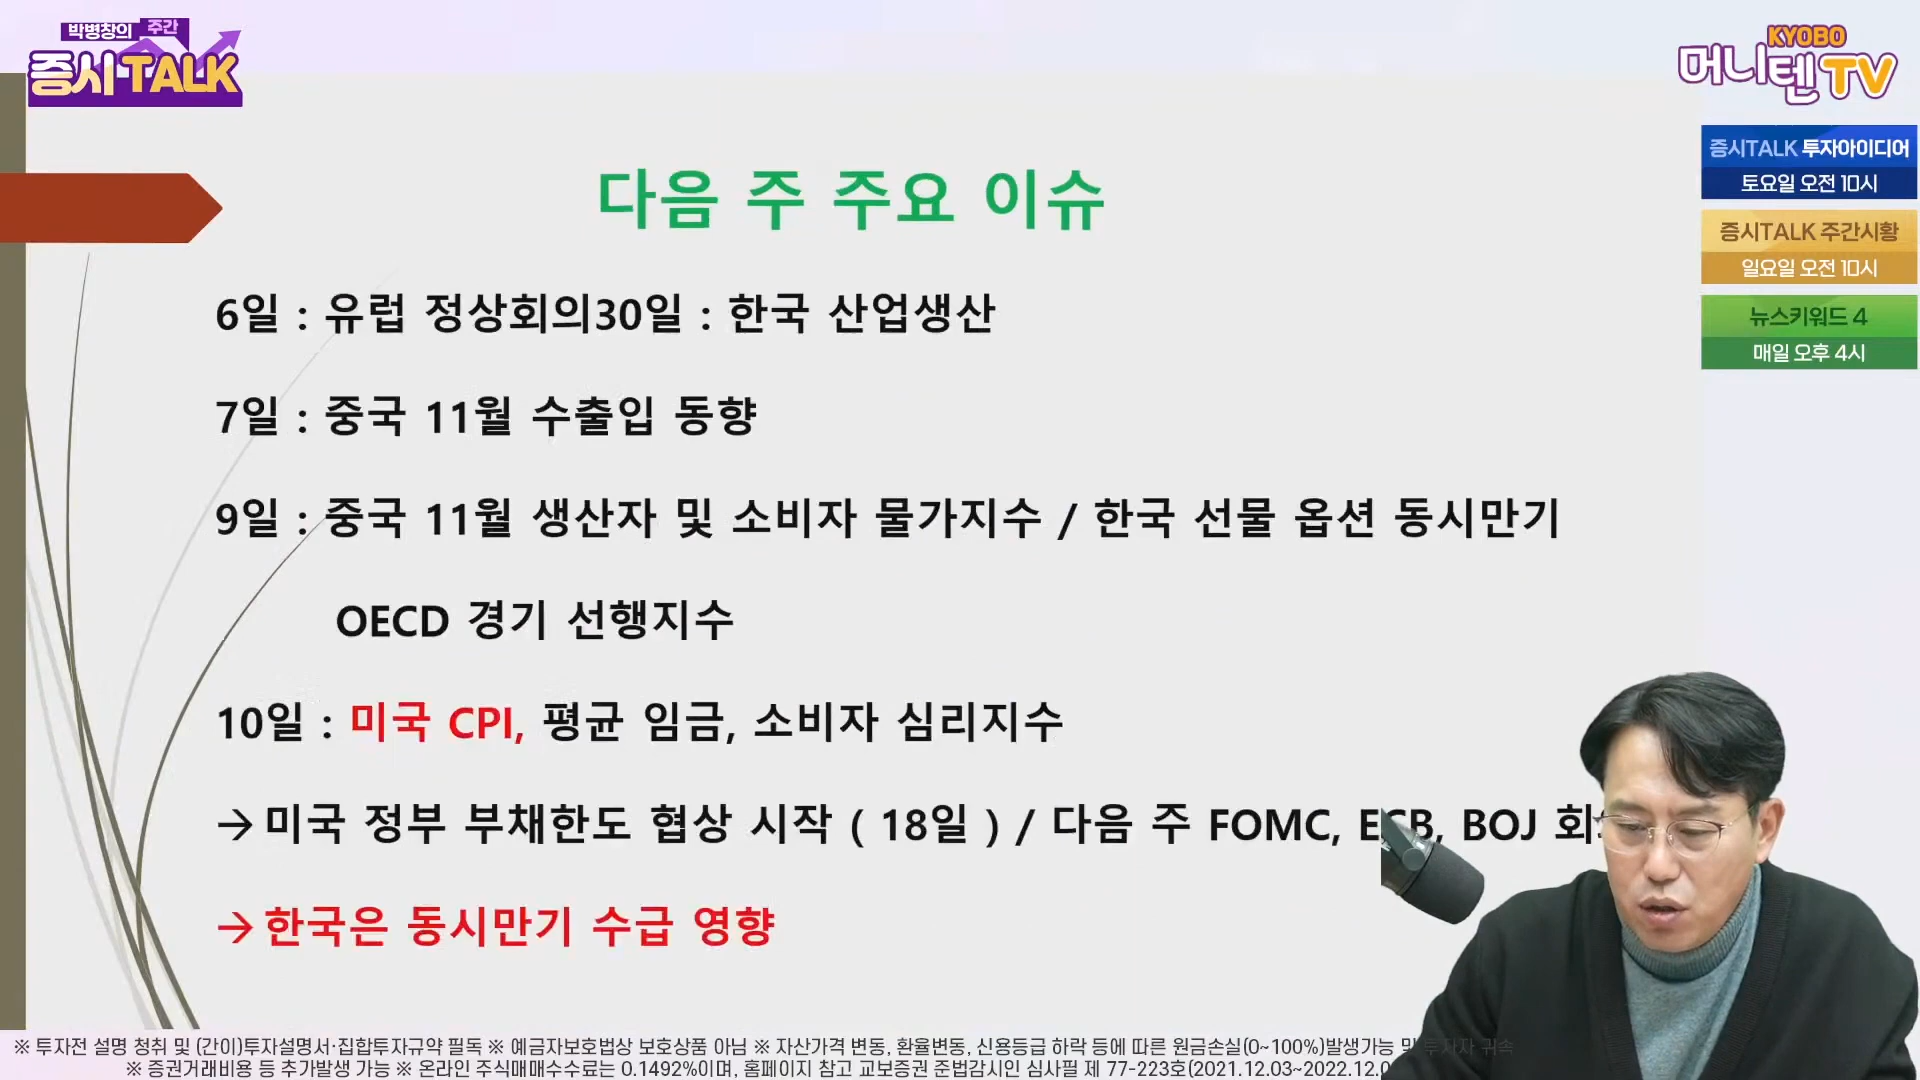 박병창의 주간
증시TALK
KYOBO
머니텐TV
증시TALK 투자아이디어
토요일 오전 10시
증시TALK 주간시황
일요일 오전 10시
뉴스키워드 4
매일 오후 4시
다음 주 주요 이슈
6일 : 유럽 정상회의30일 : 한국 산업생산
7일 : 중국 11월 수출입 동향
9일 : 중국 11월 생산자 및 소비자 물가지수 / 한국 선물 옵션 동시만기
OECD 경기 선행지수
10일 : 미국 CPI, 평균 임금, 소비자 심리지수
→ 미국 정부 부채한도 협상 시작 ( 18일 ) / 다음 주 FOMC, ECB, BOJ
→ 한국은 동시만기 수급 영향
※ 투자전 설명 청취 및 (간이)투자설명서·집합투자규약 필독 ※ 예금자보호법상 보호상품 아님 ※ 자산가격 변동, 환율변동, 신용등급 하락 등에 따른 원금손실(0~100%)발생가능 및 투자자 귀속
※ 증권거래비용 등 추가발생 가능 ※ 온라인 주식매매수수료는 0.1492%이며, 홈페이지 참고 교보증권 준법감시인 심사필 제 77-223호(2021.12.03~2022.12.0